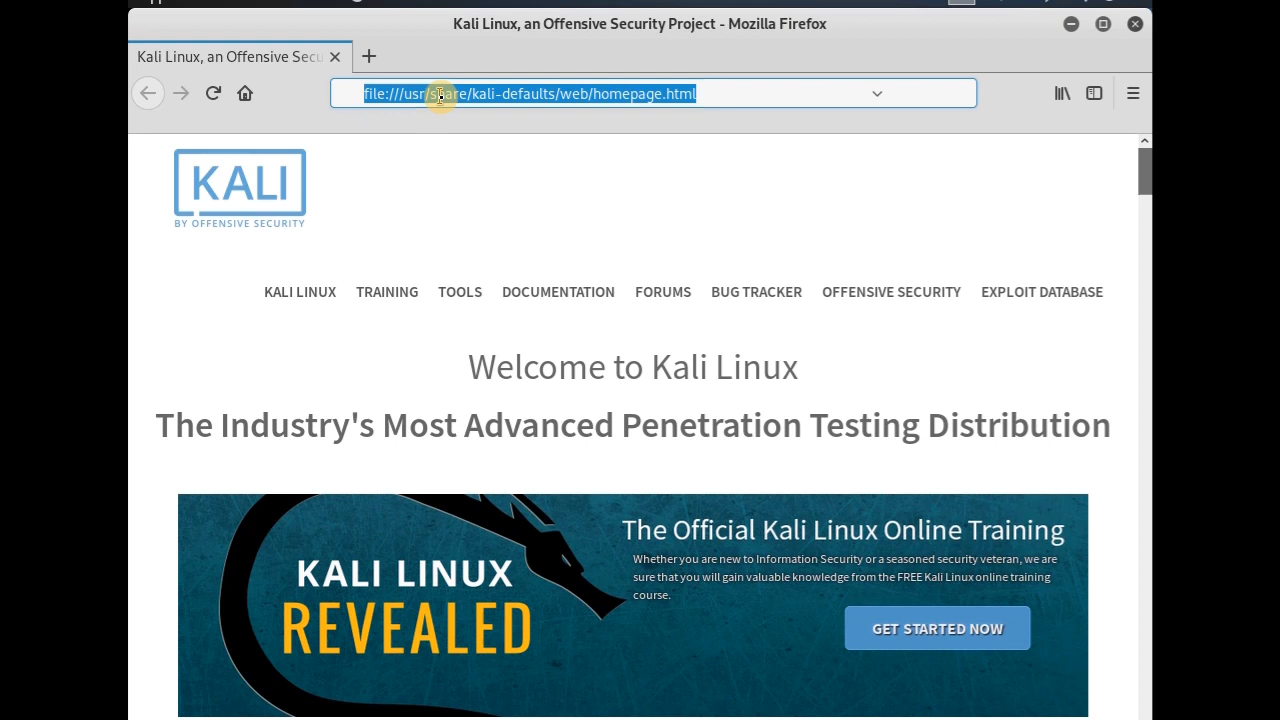 Kali Linux, an Offensive Security Project - Mozilla Firefox
Kali Linux, an Offensive Secu
file:///usr/share/kali-defaults/web/homepage.html
KALI
BY OFFENSIVE SECURITY
KALI LINUX TRAINING TOOLS DOCUMENTATION FORUMS BUG TRACKER OFFENSIVE SECURITY EXPLOIT DATABASE
Welcome to Kali Linux
The Industry's Most Advanced Penetration Testing Distribution
KALI LINUX
REVEALED
The Official Kali Linux Online Training
Whether you are new to Information Security or a seasoned security veteran, we are
sure that you will gain valuable knowledge from the FREE Kali Linux online training
course.
GET STARTED NOW